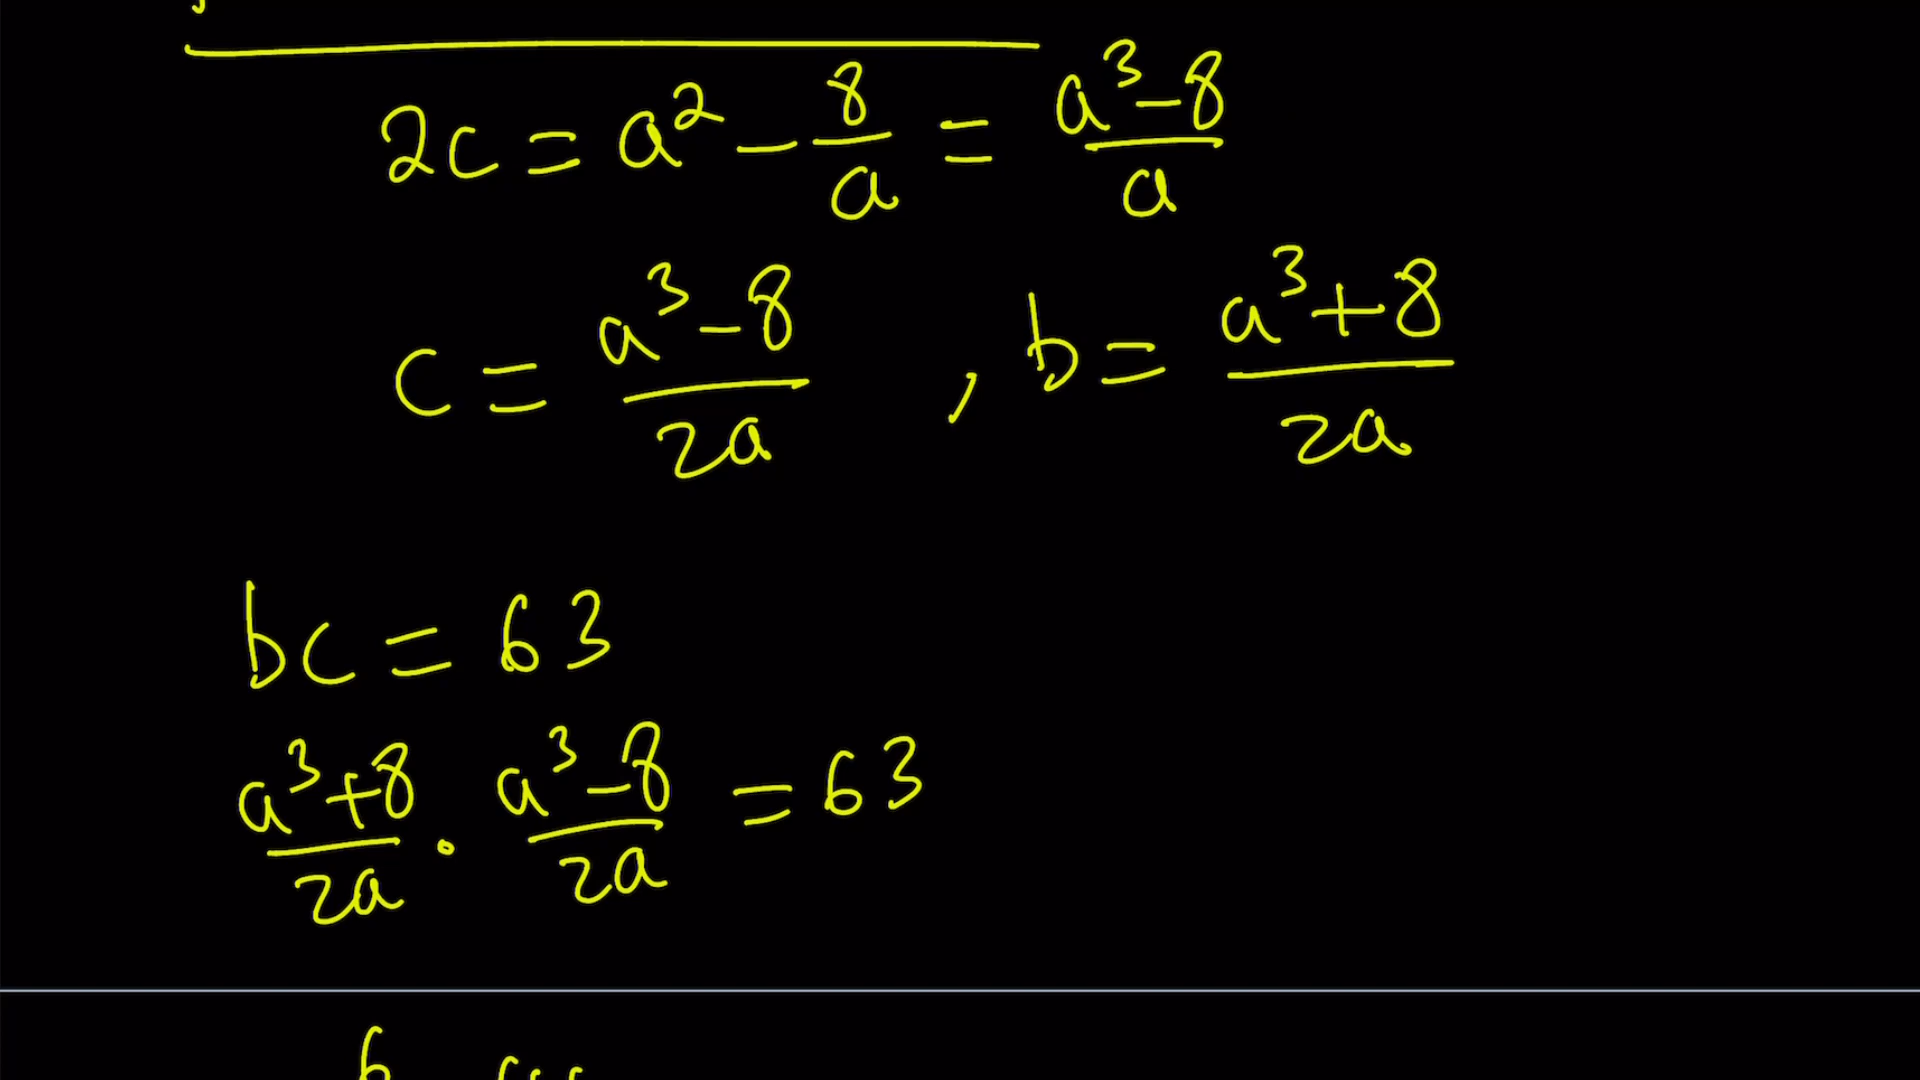 2c = a² - 8/a = (a³-8)/a
c = (a³-8)/2a , b = (a³+8)/2a
bc = 63
(a³+8)/2a · (a³-8)/2a = 63